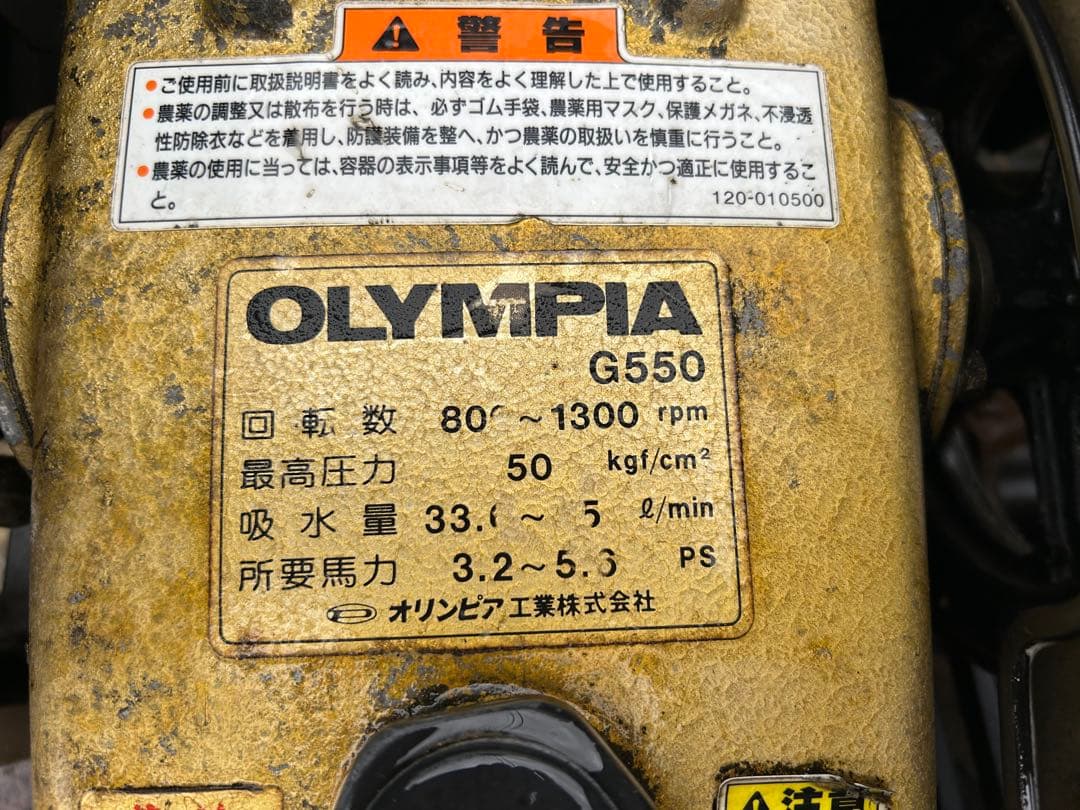 ⚠ 警告
●ご使用前に取扱説明書をよく読み、内容をよく理解した上で使用すること。
●農薬の調整又は散布を行う時は、必ずゴム手袋、農薬用マスク、保護メガネ、不浸透
性防除衣などを着用し、防護装備を整へ、かつ農薬の取扱いを慎重に行うこと。
●農薬の使用に当っては、容器の表示事項等をよく読んで、安全かつ適正に使用するこ
と。
120-010500
OLYMPIA
G550
回転数 ~1300 rpm
最高圧力 50 kgf/cm²
吸水量 ~ ℓ/min
所要馬力 3.2~5.6 PS
オリンピア工業株式会社
⚠注意